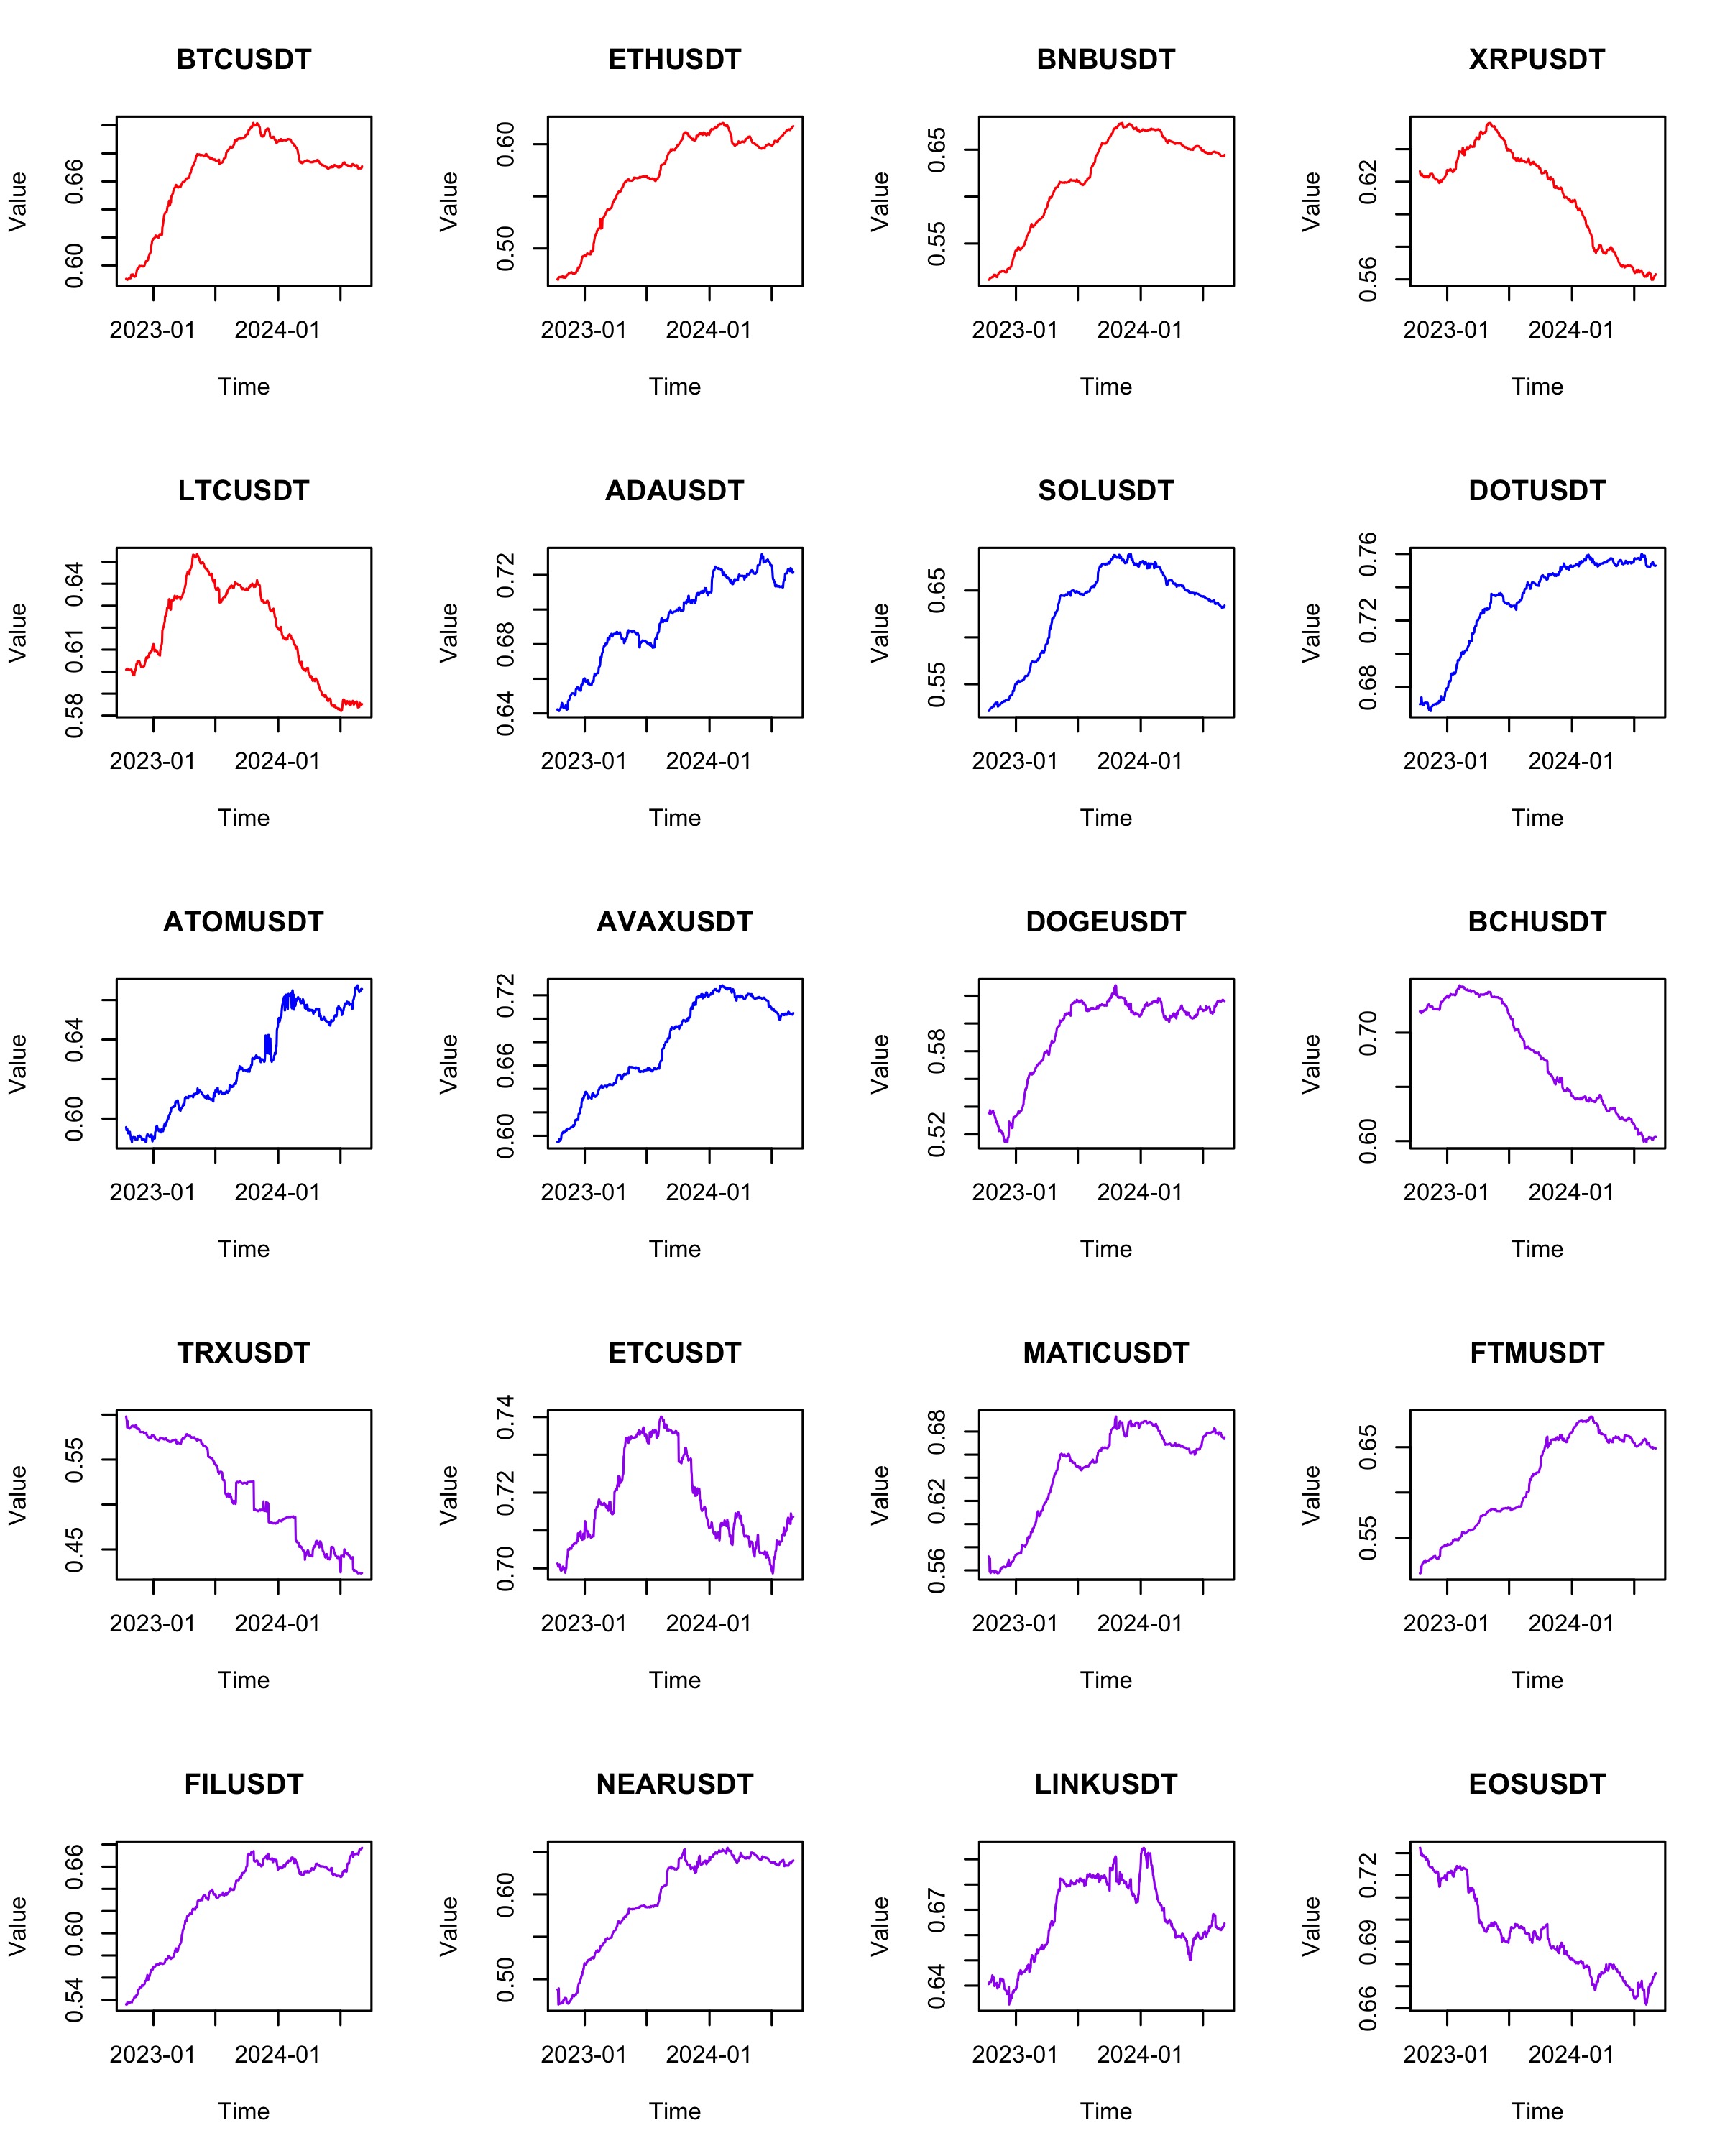 BTCUSDT
ETHUSDT
BNBUSDT
XRPUSDT
Value
0.60
0.66
2023-01
2024-01
Time
Value
0.50
0.60
2023-01
2024-01
Time
Value
0.55
0.65
2023-01
2024-01
Time
Value
0.56
0.62
2023-01
2024-01
Time
LTCUSDT
ADAUSDT
SOLUSDT
DOTUSDT
Value
0.58
0.61
0.64
2023-01
2024-01
Time
Value
0.64
0.68
0.72
2023-01
2024-01
Time
Value
0.55
0.65
2023-01
2024-01
Time
Value
0.68
0.72
0.76
2023-01
2024-01
Time
ATOMUSDT
AVAXUSDT
DOGEUSDT
BCHUSDT
Value
0.60
0.64
2023-01
2024-01
Time
Value
0.60
0.66
0.72
2023-01
2024-01
Time
Value
0.52
0.58
2023-01
2024-01
Time
Value
0.60
0.70
2023-01
2024-01
Time
TRXUSDT
ETCUSDT
MATICUSDT
FTMUSDT
Value
0.45
0.55
2023-01
2024-01
Time
Value
0.70
0.72
0.74
2023-01
2024-01
Time
Value
0.56
0.62
0.68
2023-01
2024-01
Time
Value
0.55
0.65
2023-01
2024-01
Time
FILUSDT
NEARUSDT
LINKUSDT
EOSUSDT
Value
0.54
0.60
0.66
2023-01
2024-01
Time
Value
0.50
0.60
2023-01
2024-01
Time
Value
0.64
0.67
2023-01
2024-01
Time
Value
0.66
0.69
0.72
2023-01
2024-01
Time